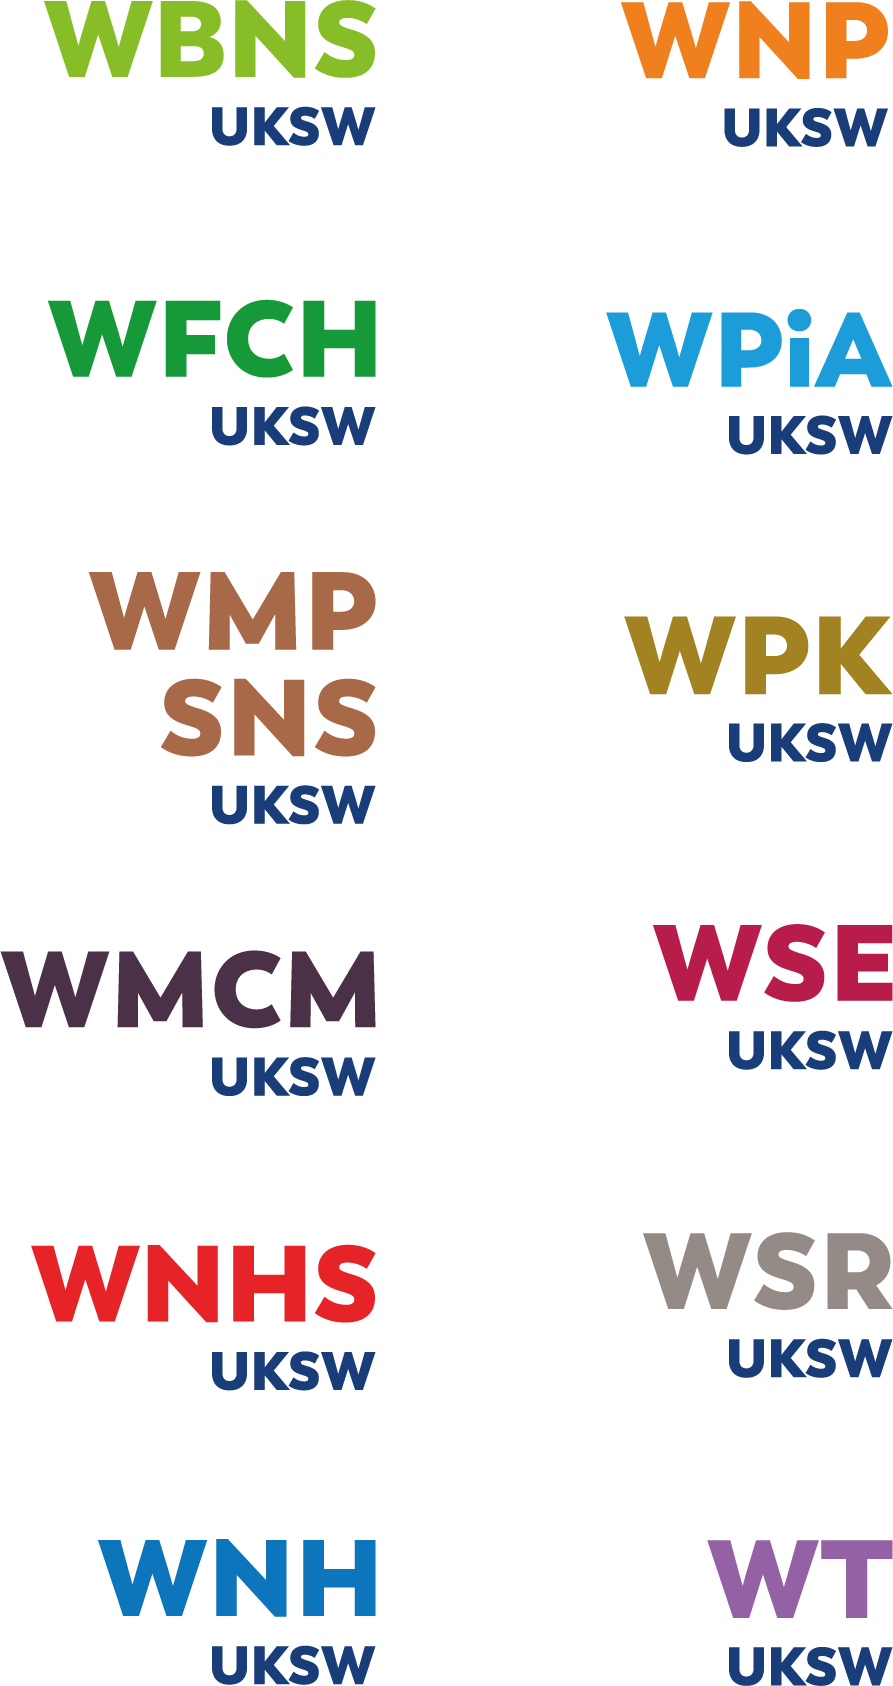 WBNS
UKSW
WNP
UKSW
WFCH
UKSW
WPiA
UKSW
WMP
SNS
UKSW
WPK
UKSW
WMCM
UKSW
WSE
UKSW
WNHS
UKSW
WSR
UKSW
WNH
UKSW
WT
UKSW